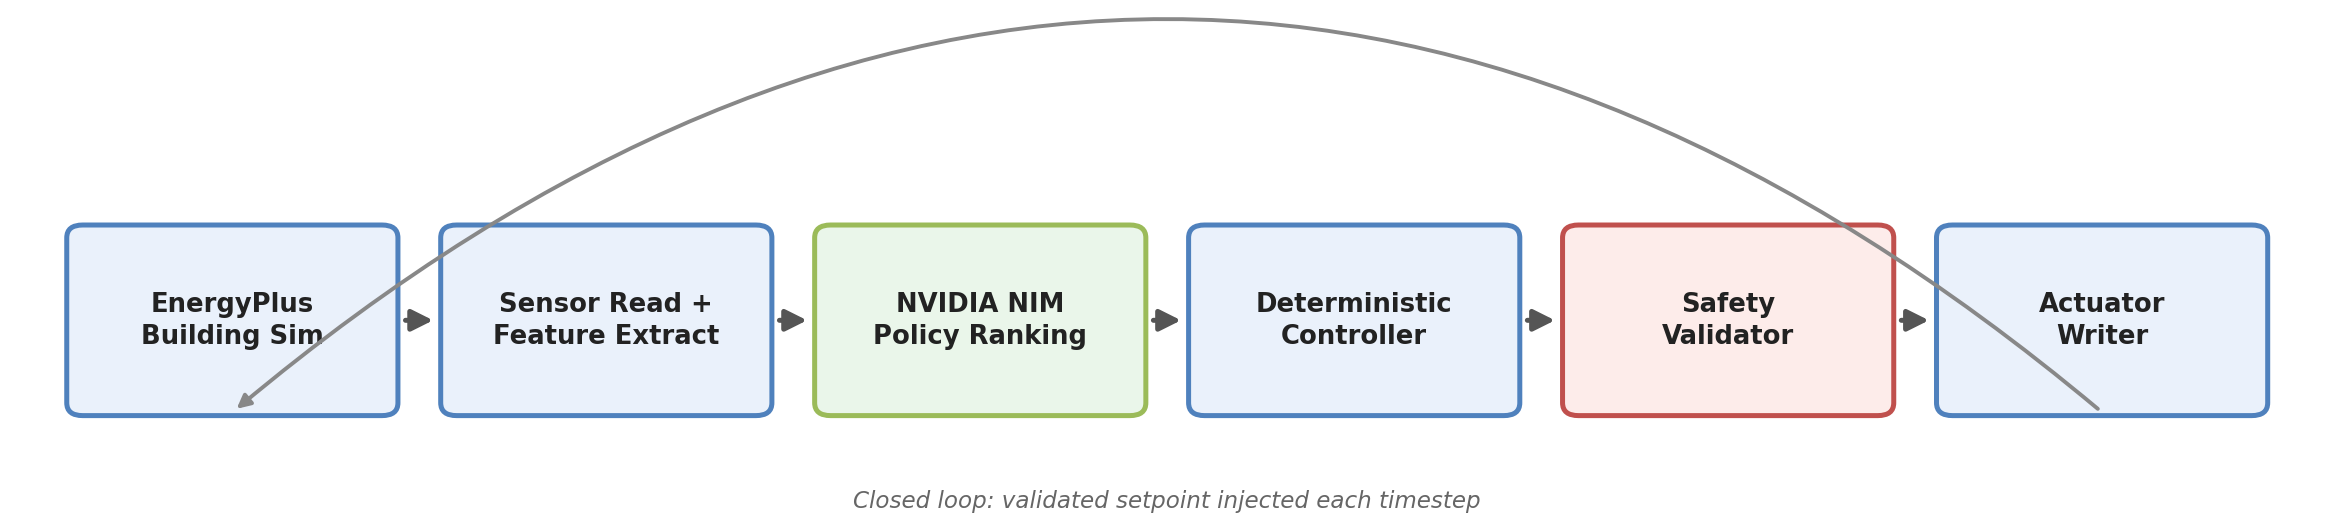 EnergyPlus
Building Sim
Sensor Read +
Feature Extract
NVIDIA NIM
Policy Ranking
Deterministic
Controller
Safety
Validator
Actuator
Writer
Closed loop: validated setpoint injected each timestep